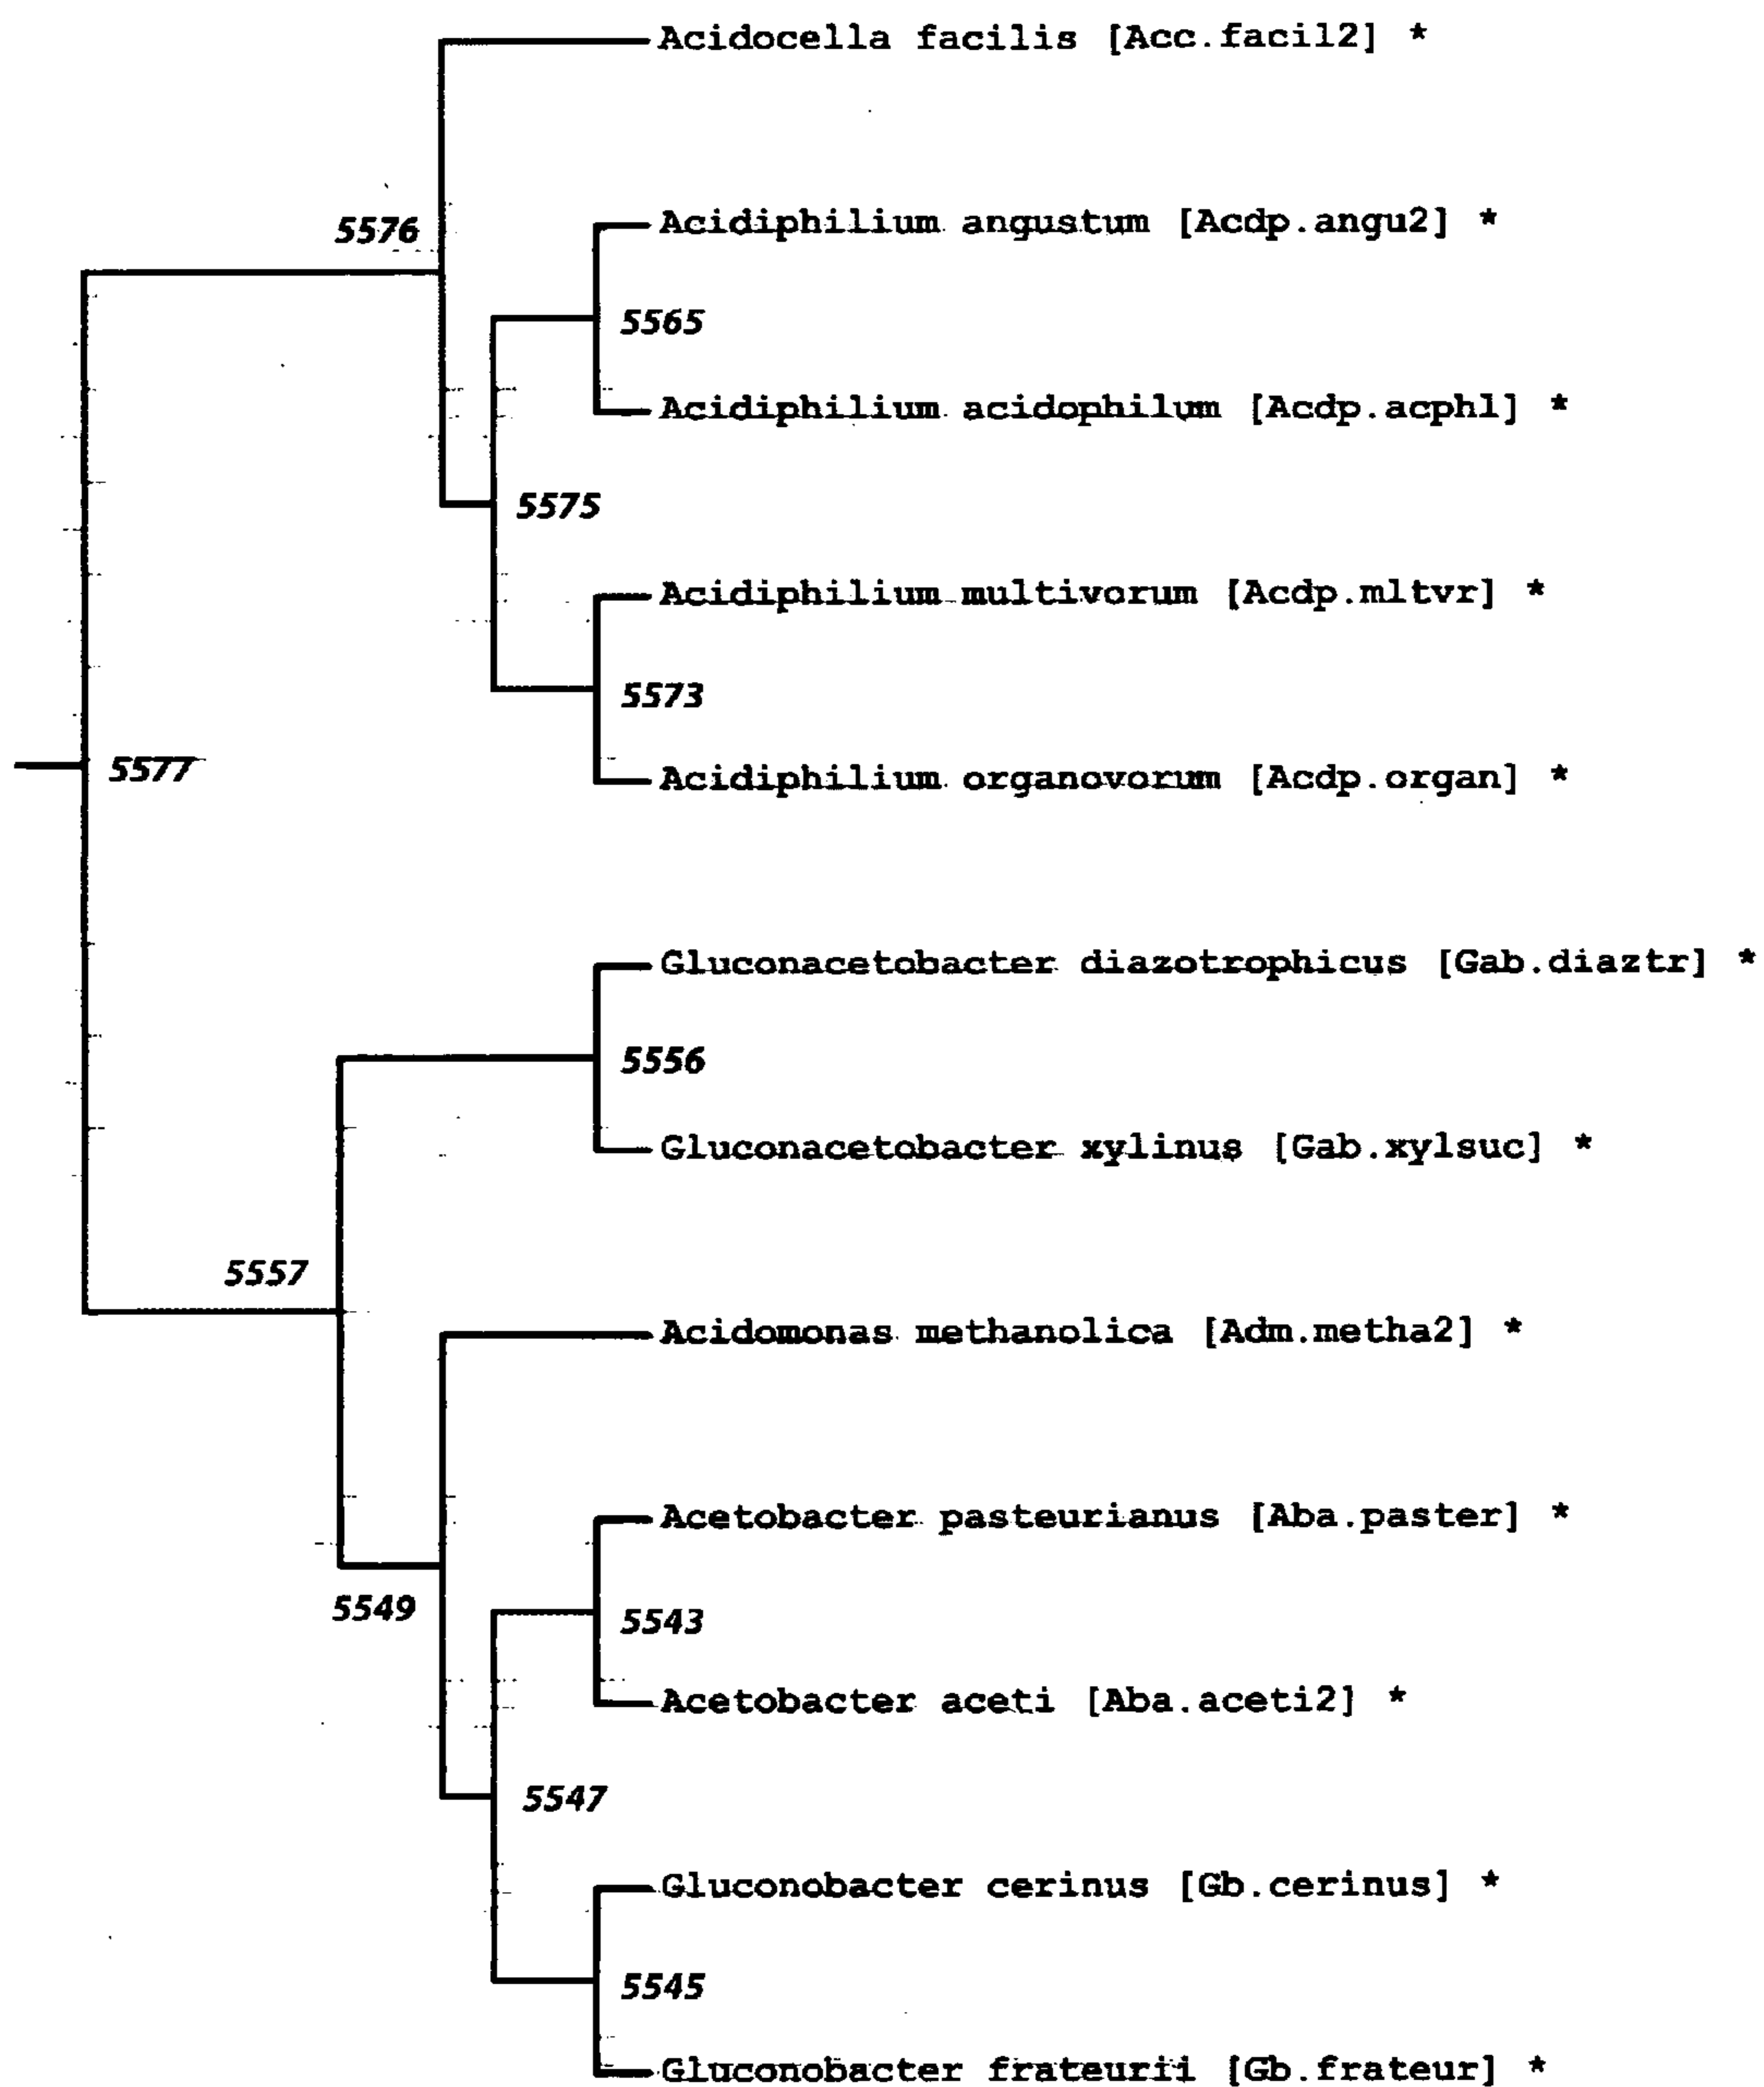 Acidocella facilis [Acc.facil2] *
Acidiphilium angustum [Acdp.angu2] *
5576
5565
Acidiphilium acidophilum [Acdp.acphl] *
5575
Acidiphilium multivorum [Acdp.mltvr] *
5573
5577
Acidiphilium organovorum [Acdp.organ] *
Gluconacetobacter diazotrophicus [Gab.diaztr] *
5556
Gluconacetobacter xylinus [Gab.xylsuc] *
5557
Acidomonas methanolica [Adm.metha2] *
Acetobacter pasteurianus [Aba.paster] *
5549
5543
Acetobacter aceti [Aba.aceti2] *
5547
Gluconobacter cerinus [Gb.cerinus] *
5545
Gluconobacter frateurii [Gb.frateur] *